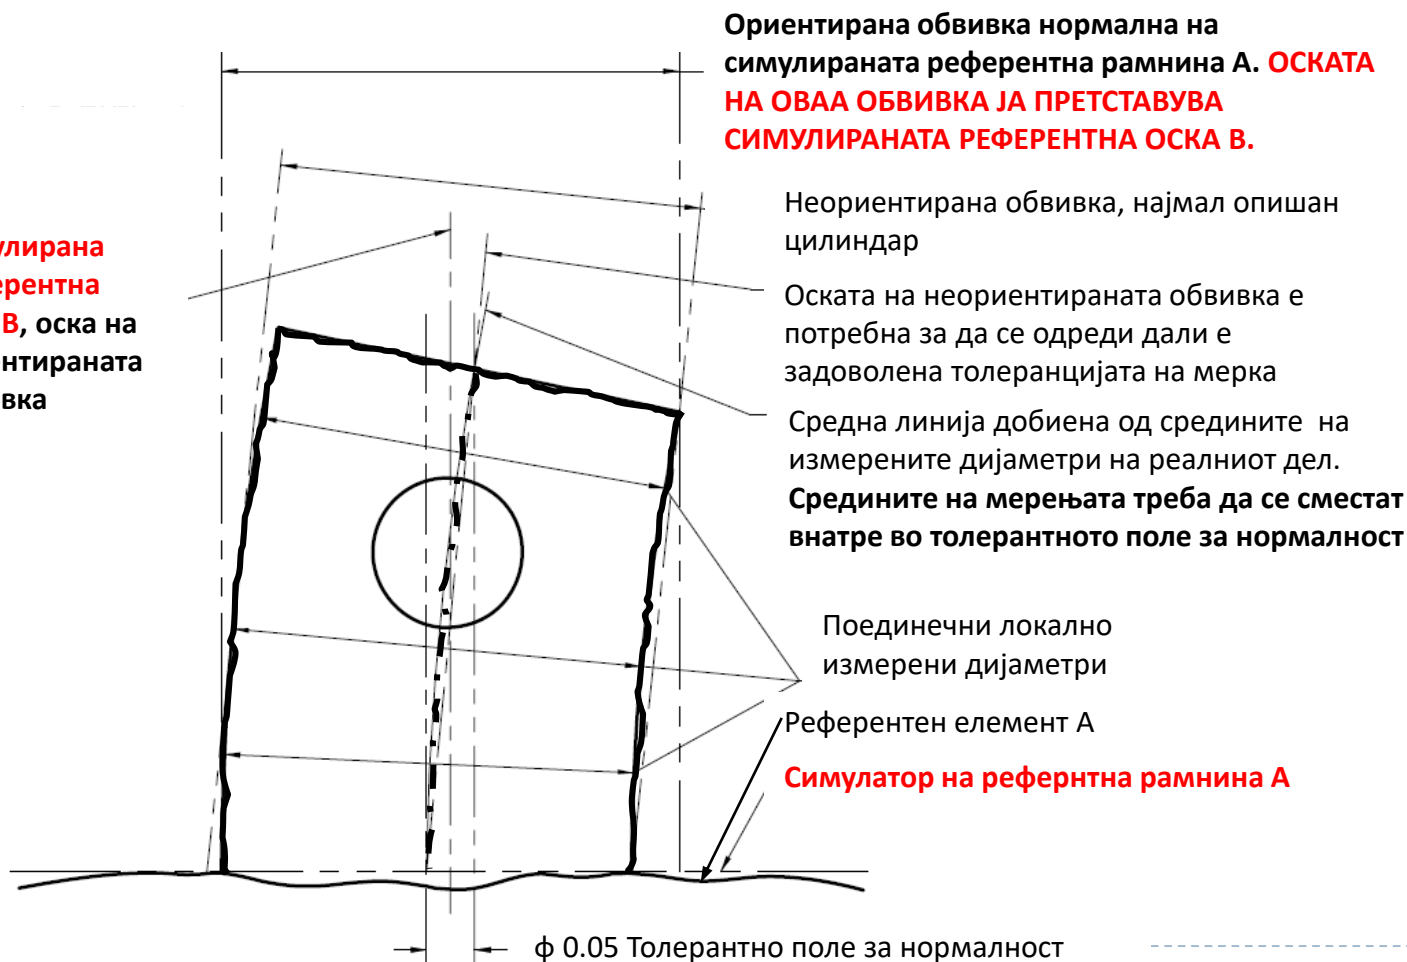 Ориентирана обвивка нормална на
симулираната референтна рамнина А. ОСКАТА
НА ОВАА ОБВИВКА ЈА ПРЕТСТАВУВА
СИМУЛИРАНАТА РЕФЕРЕНТНА ОСКА В.
Неориентирана обвивка, најмал опишан
цилиндар
В, оска на
Оската на неориентираната обвивка е
потребна за да се одреди дали е
задоволена толеранцијата на мерка
Средна линија добиена од средините на
измерените дијаметри на реалниот дел.
Средините на мерењата треба да се сместат
внатре во толерантното поле за нормалност
Поединечни локално
измерени дијаметри
Референтен елемент А
Симулатор на рефернтна рамнина А
ф 0.05 Толерантно поле за нормалност